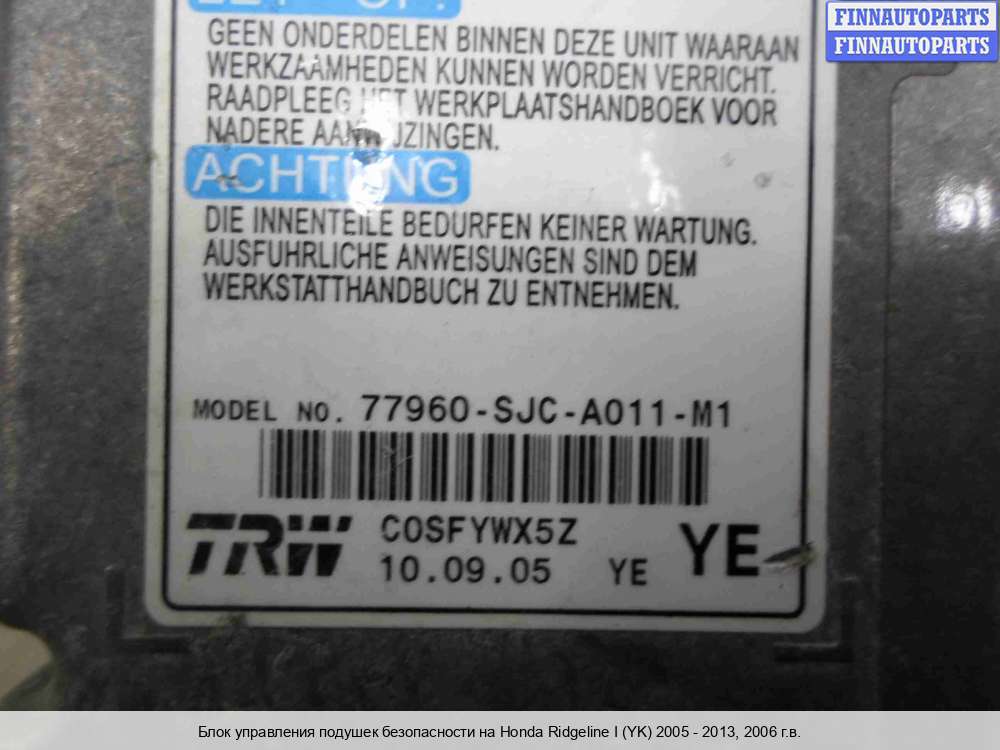 FINNAUTOPARTS
FINNAUTOPARTS
GEEN ONDERDELEN BINNEN DEZE UNIT WAARAAN
WERKZAAMHEDEN KUNNEN WORDEN VERRICHT.
RAADPLEEG HET WERKPLAATSHANDBOEK VOOR
NADERE AANWIJZINGEN.
ACHTUNG
DIE INNENTEILE BEDURFEN KEINER WARTUNG.
AUSFUHRLICHE ANWEISUNGEN SIND DEM
WERKSTATTHANDBUCH ZU ENTNEHMEN.
MODEL NO. 77960-SJC-A011-M1
TRW C0SFYWX5Z YE
10.09.05 YE
Блок управления подушек безопасности на Honda Ridgeline I (YK) 2005 - 2013, 2006 г.в.